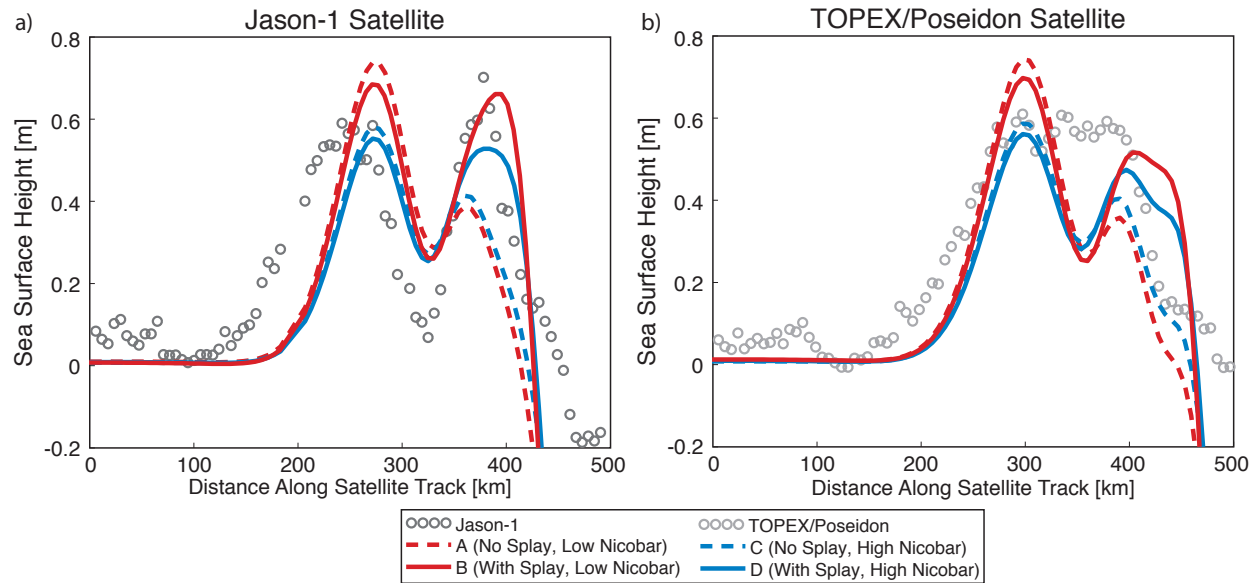 a) Jason-1 Satellite
0.8
0.6
0.4
0.2
0
-0.2
Sea Surface Height [m]
0 100 200 300 400 500
Distance Along Satellite Track [km]
b) TOPEX/Poseidon Satellite
0.8
0.6
0.4
0.2
0
-0.2
Sea Surface Height [m]
0 100 200 300 400 500
Distance Along Satellite Track [km]
Jason-1
A (No Splay, Low Nicobar)
B (With Splay, Low Nicobar)
TOPEX/Poseidon
C (No Splay, High Nicobar)
D (With Splay, High Nicobar)